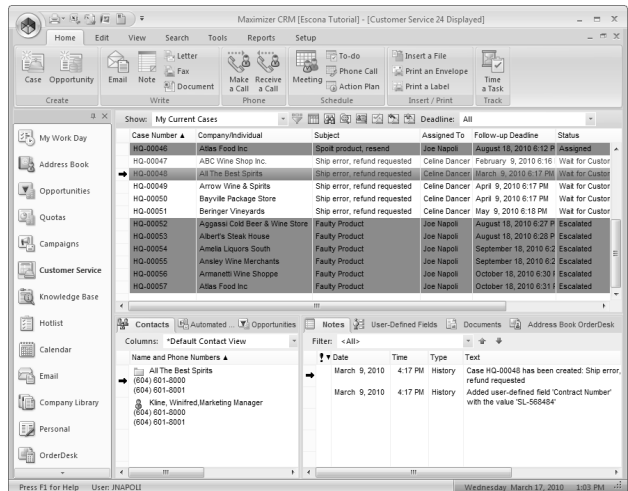 Maximizer CRM [Escona Tutorial] - [Customer Service 24 Displayed]
Home Edit View Search Tools Reports Setup
Case Opportunity
Create
Email Note
Letter
Fax
Document
Write
Make a Call
Receive a Call
Phone
Meeting
To-do
Phone Call
Action Plan
Schedule
Insert a File
Print an Envelope
Print a Label
Insert / Print
Time a Task
Track
My Work Day
Address Book
Opportunities
Quotas
Campaigns
Customer Service
Knowledge Base
Hotlist
Calendar
Email
Company Library
Personal
OrderDesk
Show: My Current Cases Deadline: All
Case Number Company/Individual Subject Assigned To Follow-up Deadline Status
HQ-00046 Atlas Food Inc Spoilt product, resend Joe Napoli August 18, 2010 6:12 P Assigned
HQ-00047 ABC Wine Shop Inc. Ship error, refund requested Celine Dancer February 9, 2010 6:16 Wait for Custor
HQ-00048 All The Best Spirits Ship error, refund requested Celine Dancer March 9, 2010 6:17 PM Wait for Custor
HQ-00049 Arrow Wine & Spirits Ship error, refund requested Celine Dancer April 9, 2010 6:17 PM Wait for Custor
HQ-00050 Bayville Package Store Ship error, refund requested Celine Dancer April 9, 2010 6:17 PM Wait for Custor
HQ-00051 Beringer Vineyards Ship error, refund requested Celine Dancer May 9, 2010 6:18 PM Wait for Custor
HQ-00052 Aggassi Cold Beer & Wine Store Faulty Product Joe Napoli August 18, 2010 6:27 P Escalated
HQ-00053 Albert's Steak House Faulty Product Joe Napoli August 18, 2010 6:28 P Escalated
HQ-00054 Amelia Liquors South Faulty Product Joe Napoli September 18, 2010 6:2 Escalated
HQ-00055 Ansley Wine Merchants Faulty Product Joe Napoli September 18, 2010 6:2 Escalated
HQ-00056 Armanetti Wine Shoppe Faulty Product Joe Napoli October 18, 2010 6:30 F Escalated
HQ-00057 Atlas Food Inc Faulty Product Joe Napoli October 18, 2010 6:31 F Escalated
Contacts Automated ... Opportunities
Columns: *Default Contact View
Name and Phone Numbers
All The Best Spirits
(604) 601-8000
(604) 601-8001
Kline, Winifred,Marketing Manager
(604) 601-8000
(604) 601-8001
Notes User-Defined Fields Documents Address Book OrderDesk
Filter: <All>
! Date Time Type Text
March 9, 2010 4:17 PM History Case HQ-00048 has been created: Ship error,
refund requested
March 9, 2010 4:17 PM History Added user-defined field 'Contract Number'
with the value 'SL-568484'
Press F1 for Help User: JNAPOLI Wednesday March 17, 2010 1:03 PM